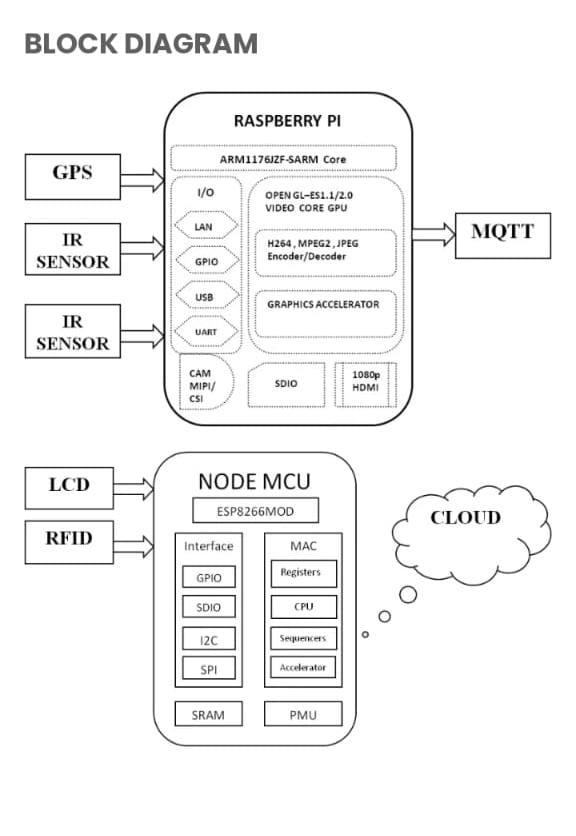 BLOCK DIAGRAM
RASPBERRY PI
ARM1176JZF-SARM Core
GPS
IR
SENSOR
IR
SENSOR
I/O
LAN
GPIO
USB
UART
OPEN GL–ES1.1/2.0
VIDEO CORE GPU
H264 , MPEG2 , JPEG
Encoder/Decoder
GRAPHICS ACCELERATOR
CAM
MIPI/
CSI
SDIO
1080p
HDMI
MQTT
LCD
RFID
NODE MCU
ESP8266MOD
Interface
GPIO
SDIO
I2C
SPI
MAC
Registers
CPU
Sequencers
Accelerator
SRAM
PMU
CLOUD